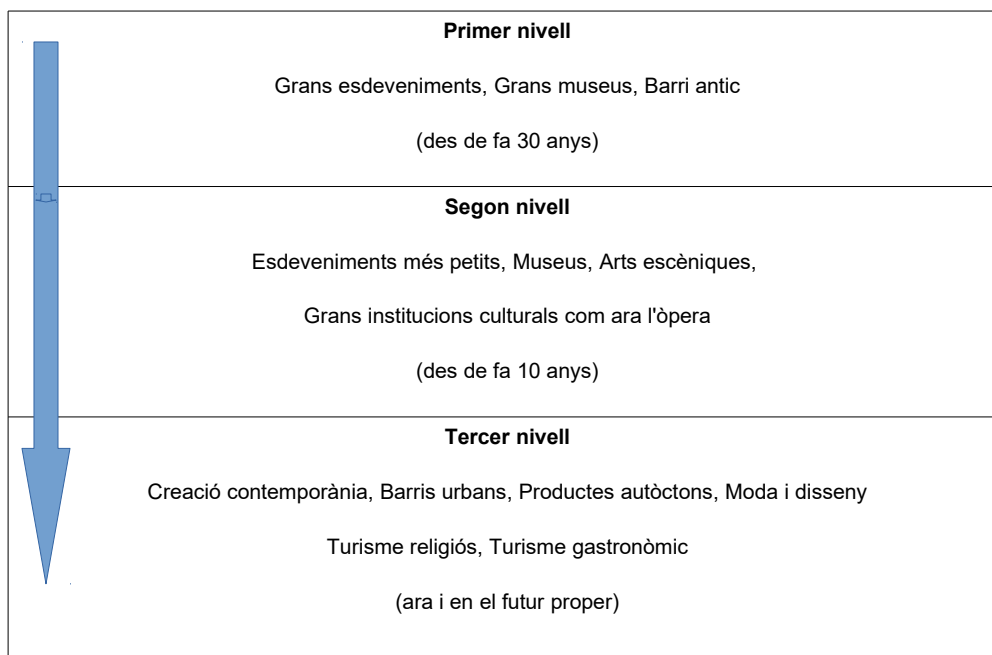 Primer nivell
Grans esdeveniments, Grans museus, Barri antic
(des de fa 30 anys)
Segon nivell
Esdeveniments més petits, Museus, Arts escèniques,
Grans institucions culturals com ara l'òpera
(des de fa 10 anys)
Tercer nivell
Creació contemporània, Barris urbans, Productes autòctons, Moda i disseny
Turisme religiós, Turisme gastronòmic
(ara i en el futur proper)